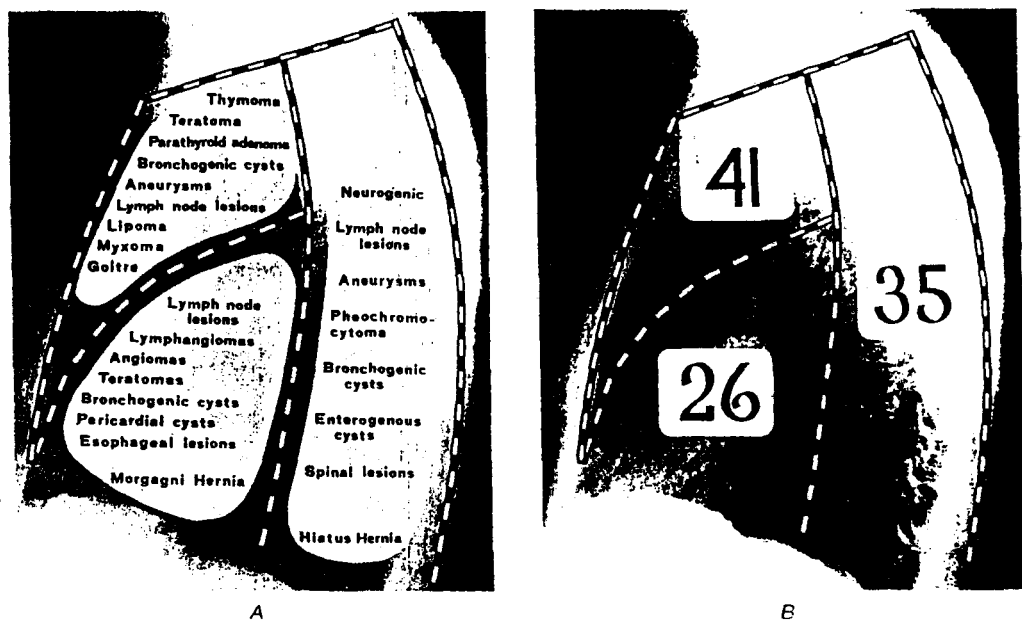 Thymoma
Teratoma
Parathyroid adenoma
Bronchogenic cysts
Aneurysms
Lymph node lesions
Lipoma
Myxoma
Goitre
Lymph node
lesions
Lymphangiomas
Angiomas
Teratomas
Bronchogenic cysts
Pericardial cysts
Esophageal lesions
Morgagni Hernia
Neurogenic
Lymph node
lesions
Aneurysms
Pheochromo-
cytoma
Bronchogenic
cysts
Enterogenous
cysts
Spinal lesions
Hiatus Hernia
A
41
35
26
B